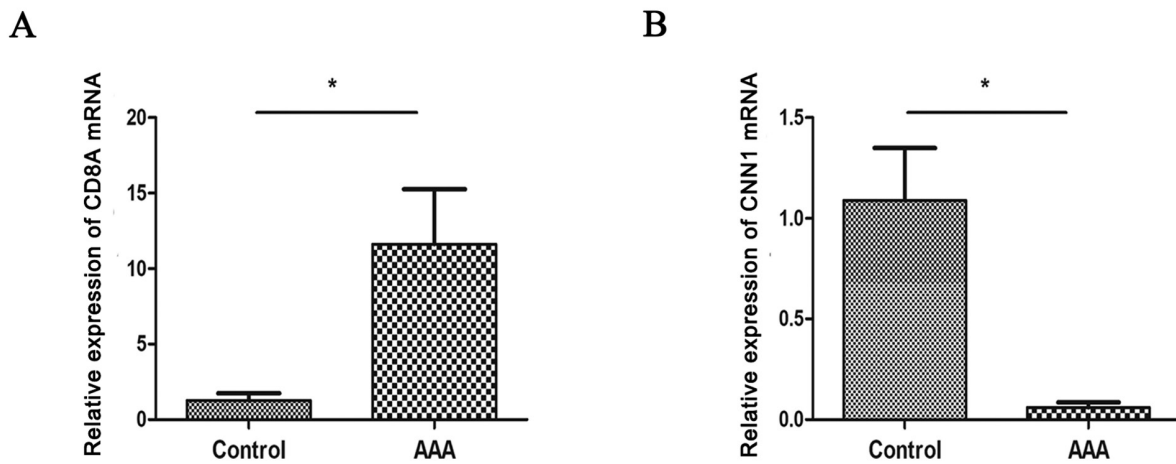 A
Relative expression of CD8A mRNA
*
20
15
10
5
0
Control
AAA
B
Relative expression of CNN1 mRNA
*
1.5
1.0
0.5
0.0
Control
AAA